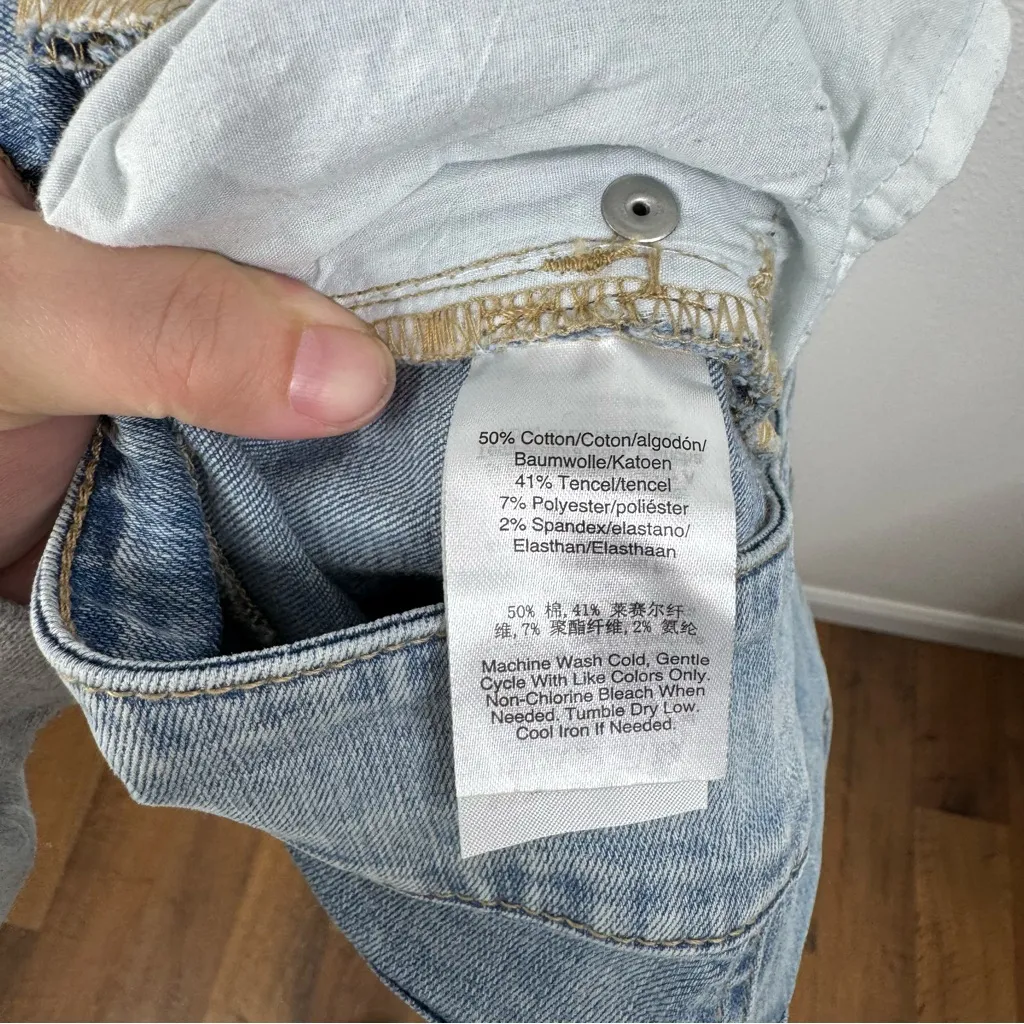 50% Cotton/Coton/algodón/
Baumwolle/Katoen
41% Tencel/tencel
7% Polyester/poliéster
2% Spandex/elastano/
Elasthan/Elasthaan
50% 棉,41% 莱赛尔纤
维,7% 聚酯纤维,2% 氨纶
Machine Wash Cold, Gentle
Cycle With Like Colors Only.
Non-Chlorine Bleach When
Needed. Tumble Dry Low.
Cool Iron If Needed.